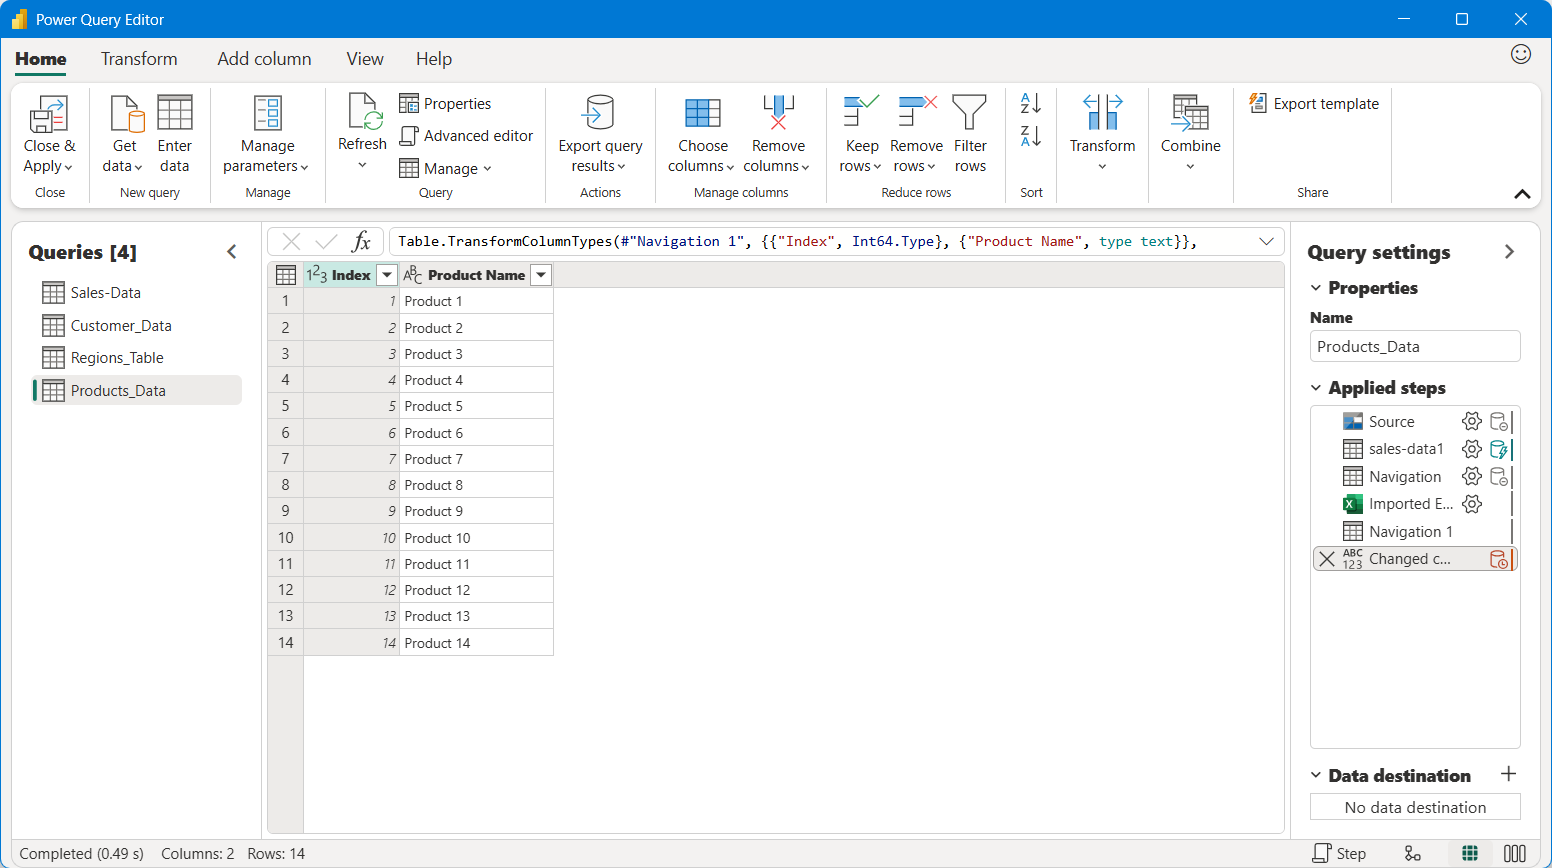 Power Query Editor
Home Transform Add column View Help
Close & Apply
Close
Get data
Enter data
New query
Manage parameters
Manage
Refresh
Properties
Advanced editor
Manage
Query
Export query results
Actions
Choose columns
Remove columns
Manage columns
Keep rows
Remove rows
Filter rows
Reduce rows
A Z
Z A
Sort
Transform
Combine
Export template
Share
Queries [4]
Sales-Data
Customer_Data
Regions_Table
Products_Data
fx Table.TransformColumnTypes(#"Navigation 1", {{"Index", Int64.Type}, {"Product Name", type text}},
123 Index ABC Product Name
1 1 Product 1
2 2 Product 2
3 3 Product 3
4 4 Product 4
5 5 Product 5
6 6 Product 6
7 7 Product 7
8 8 Product 8
9 9 Product 9
10 10 Product 10
11 11 Product 11
12 12 Product 12
13 13 Product 13
14 14 Product 14
Query settings
Properties
Name
Products_Data
Applied steps
Source
sales-data1
Navigation
Imported E...
Navigation 1
ABC 123 Changed c...
Data destination
No data destination
Completed (0.49 s) Columns: 2 Rows: 14
Step